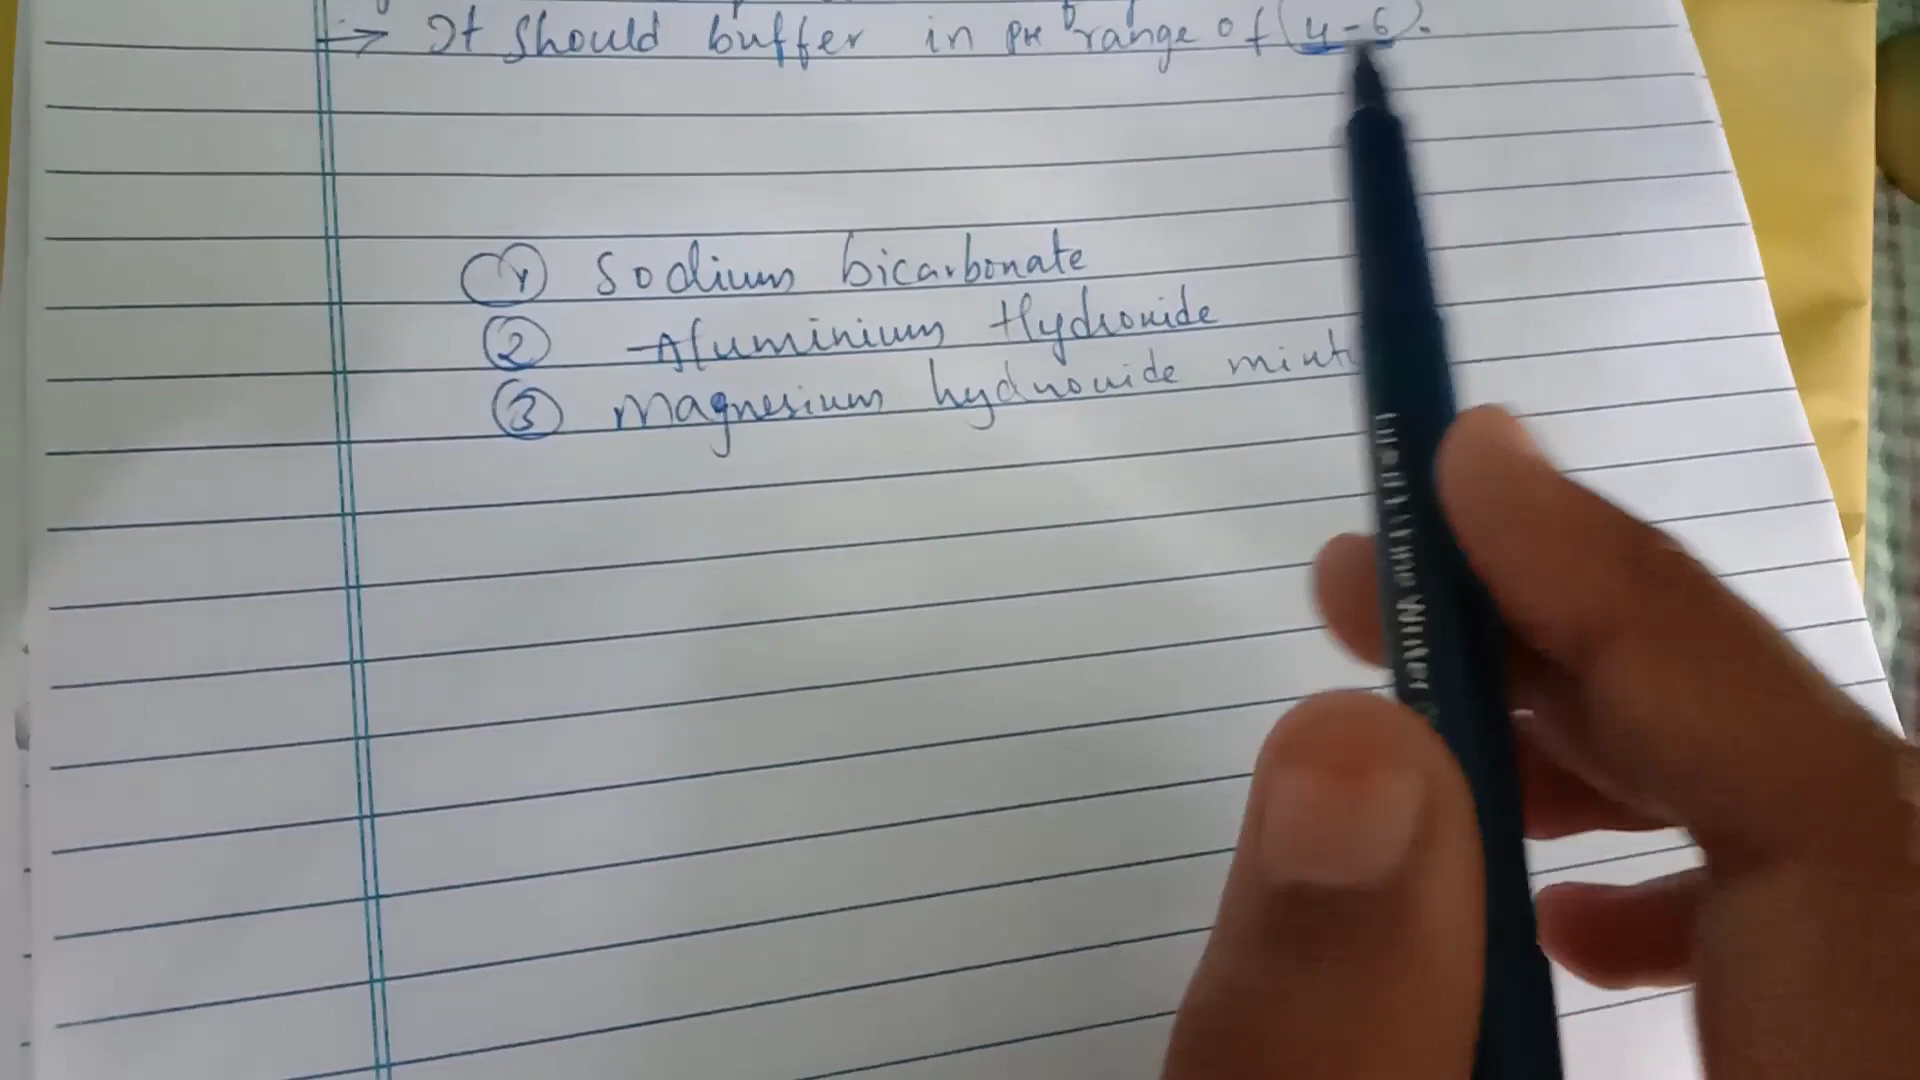 → It should buffer in PH range of (4-6).
① Sodium bicarbonate
② Aluminium Hydroxide
③ Magnesium hydroxide